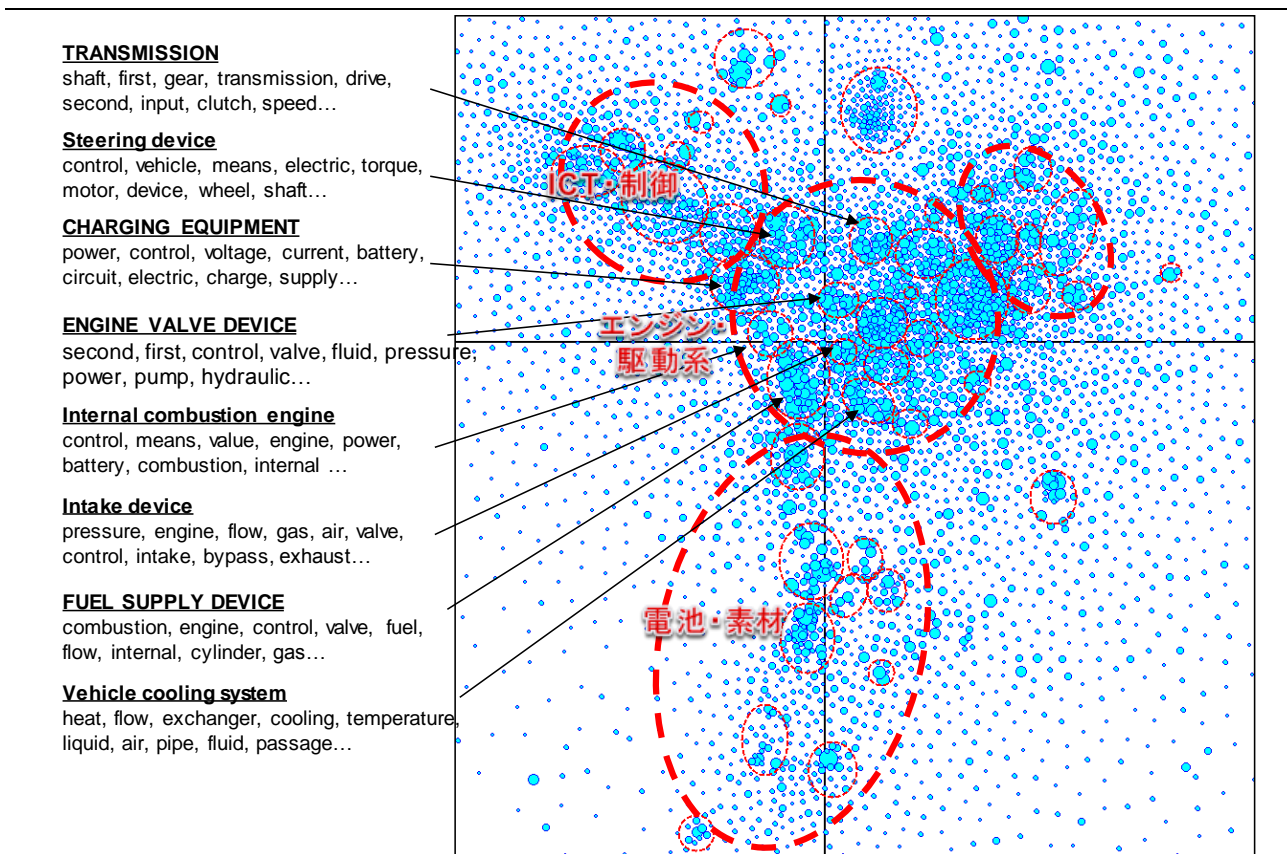 TRANSMISSION
shaft, first, gear, transmission, drive,
second, input, clutch, speed…
Steering device
control, vehicle, means, electric, torque,
motor, device, wheel, shaft…
CHARGING EQUIPMENT
power, control, voltage, current, battery,
circuit, electric, charge, supply…
ENGINE VALVE DEVICE
second, first, control, valve, fluid, pressure,
power, pump, hydraulic…
Internal combustion engine
control, means, value, engine, power,
battery, combustion, internal …
Intake device
pressure, engine, flow, gas, air, valve,
control, intake, bypass, exhaust…
FUEL SUPPLY DEVICE
combustion, engine, control, valve, fuel,
flow, internal, cylinder, gas…
Vehicle cooling system
heat, flow, exchanger, cooling, temperature,
liquid, air, pipe, fluid, passage…
ICT・制御
エンジン・
駆動系
電池・素材